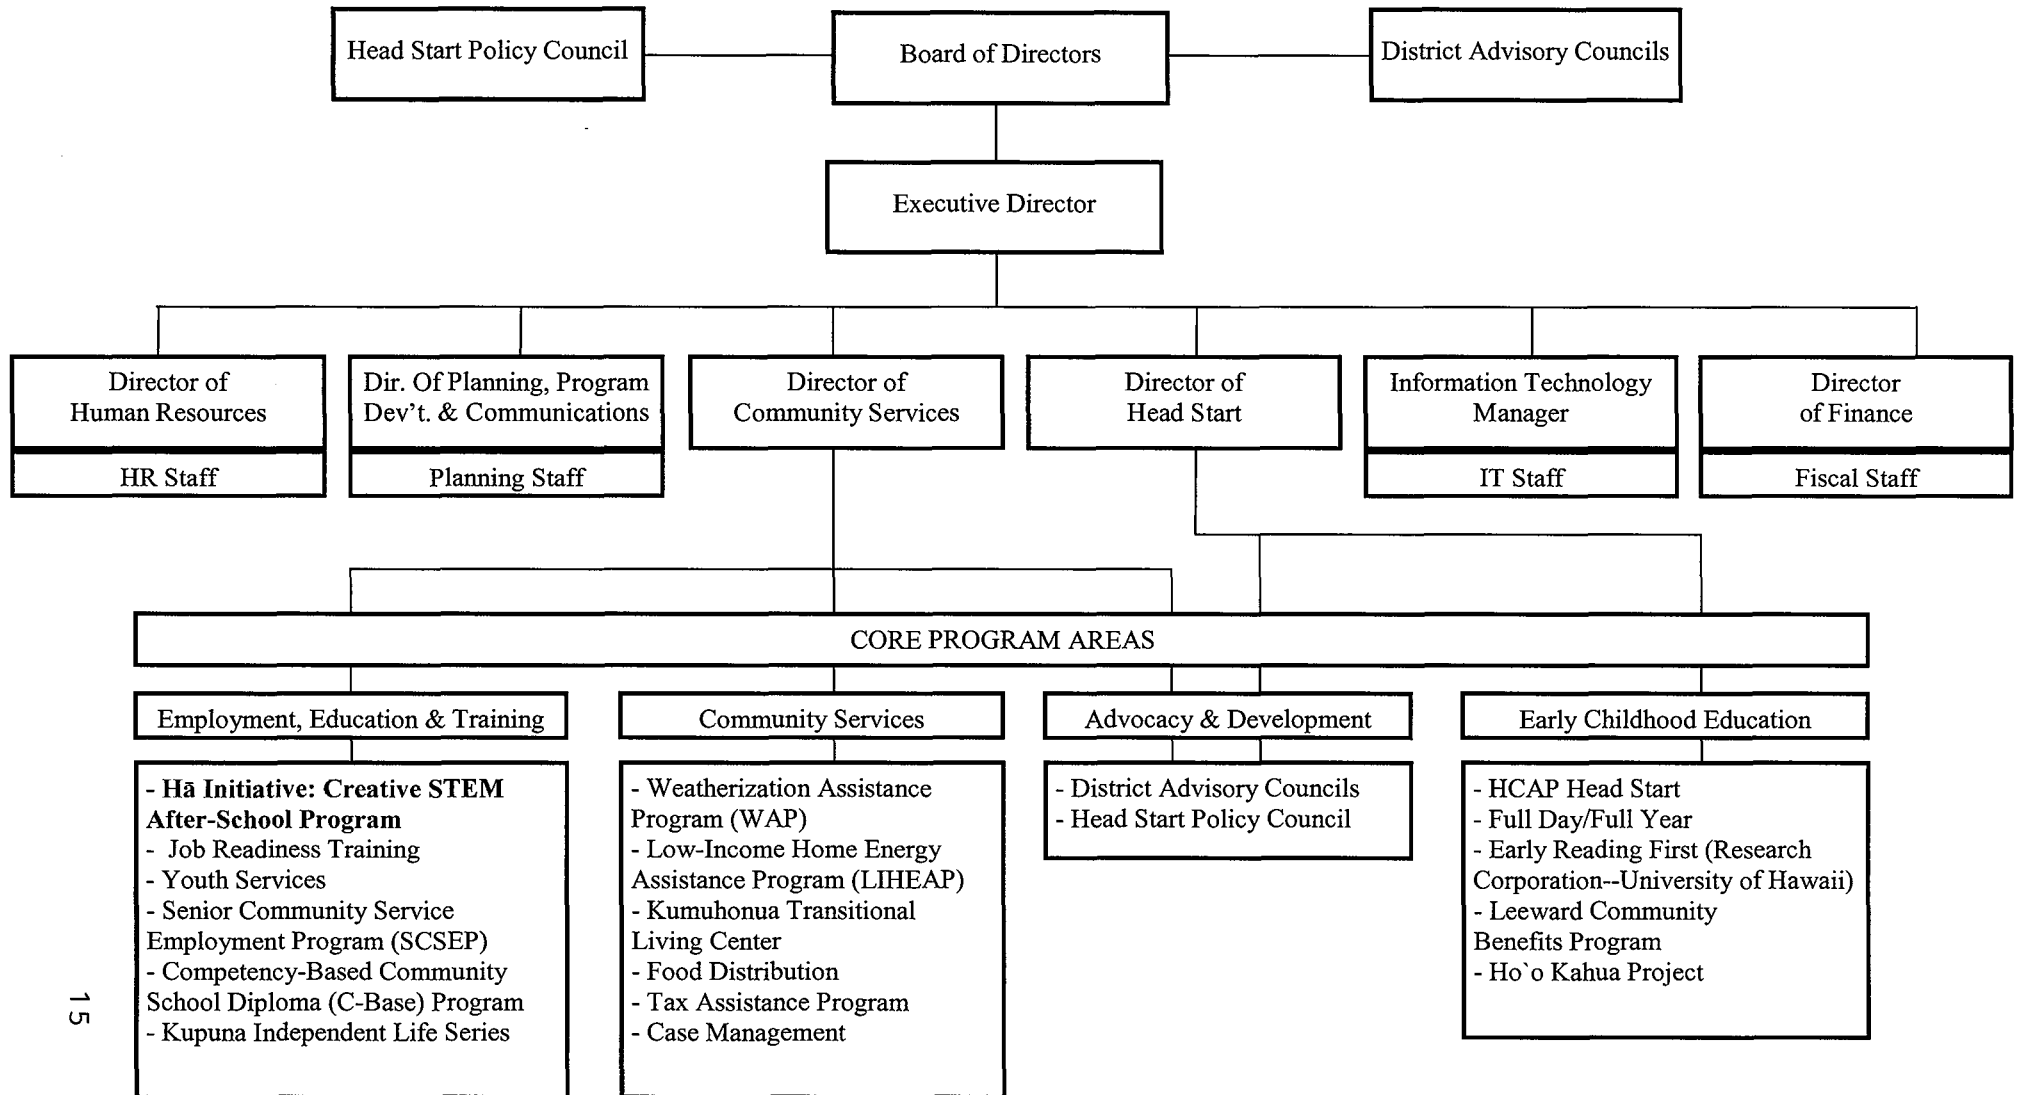 Head Start Policy Council
Board of Directors
District Advisory Councils
Executive Director
Director of
Human Resources
HR Staff
Dir. Of Planning, Program
Dev't. & Communications
Planning Staff
Director of
Community Services
Director of
Head Start
Information Technology
Manager
IT Staff
Director
of Finance
Fiscal Staff
CORE PROGRAM AREAS
Employment, Education & Training
- Hā Initiative: Creative STEM
After-School Program
- Job Readiness Training
- Youth Services
- Senior Community Service
Employment Program (SCSEP)
- Competency-Based Community
School Diploma (C-Base) Program
- Kupuna Independent Life Series
Community Services
- Weatherization Assistance
Program (WAP)
- Low-Income Home Energy
Assistance Program (LIHEAP)
- Kumuhonua Transitional
Living Center
- Food Distribution
- Tax Assistance Program
- Case Management
Advocacy & Development
- District Advisory Councils
- Head Start Policy Council
Early Childhood Education
- HCAP Head Start
- Full Day/Full Year
- Early Reading First (Research
Corporation--University of Hawaii)
- Leeward Community
Benefits Program
- Ho`o Kahua Project
15